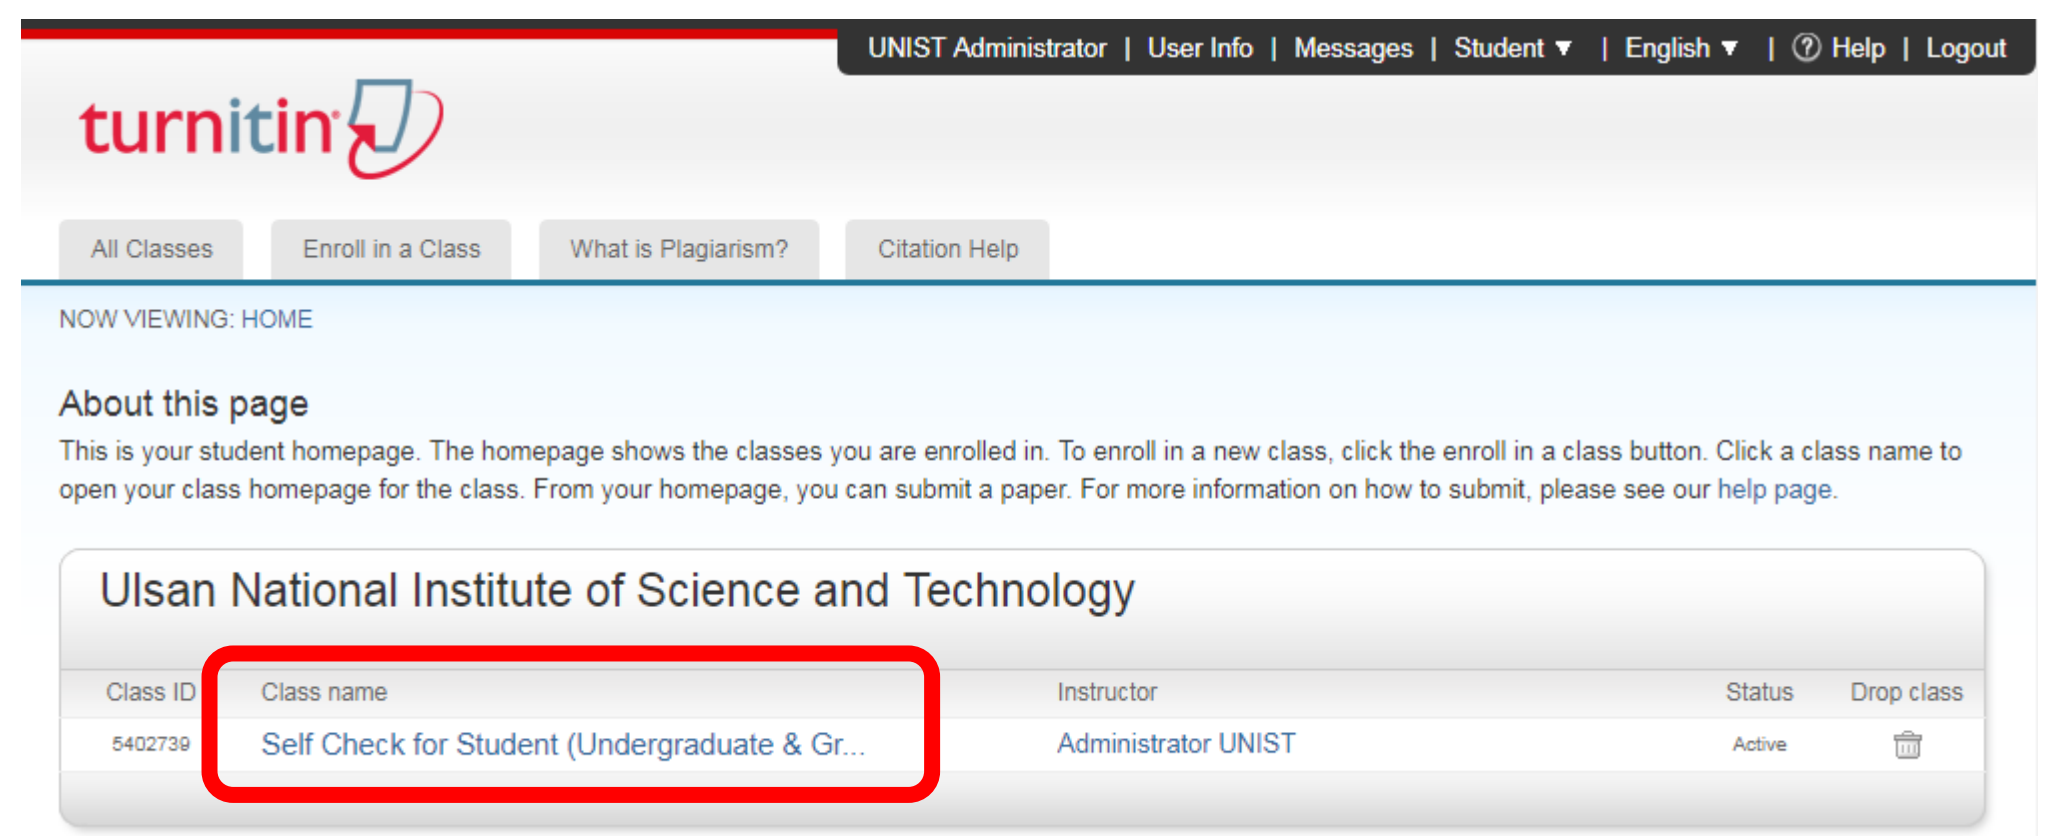 UNIST Administrator | User Info | Messages | Student ▼ | English ▼ | ? Help | Logout
turnitin
All Classes Enroll in a Class What is Plagiarism? Citation Help
NOW VIEWING: HOME
About this page
This is your student homepage. The homepage shows the classes you are enrolled in. To enroll in a new class, click the enroll in a class button. Click a class name to
open your class homepage for the class. From your homepage, you can submit a paper. For more information on how to submit, please see our help page.
Ulsan National Institute of Science and Technology
Class ID Class name Instructor Status Drop class
5402739 Self Check for Student (Undergraduate & Gr... Administrator UNIST Active